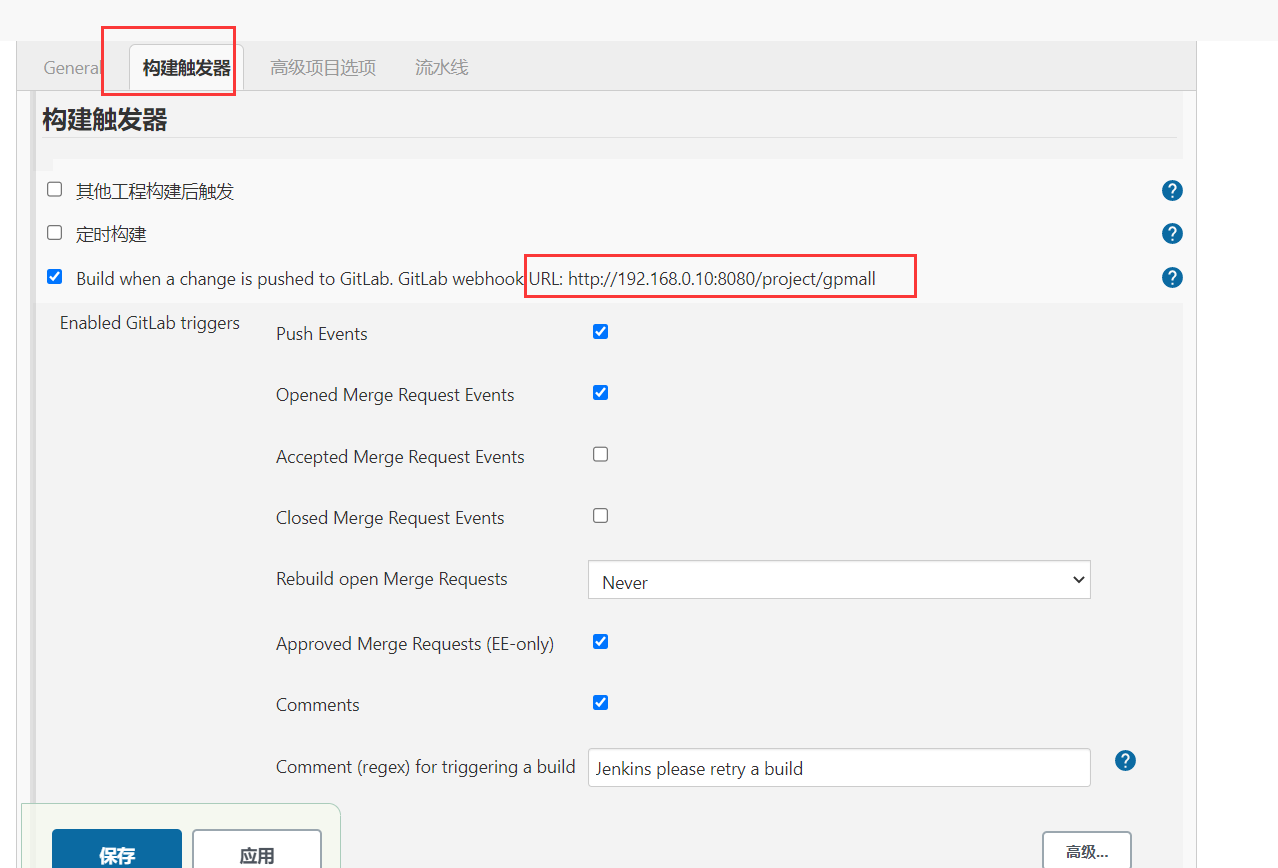 General 构建触发器 高级项目选项 流水线
构建触发器
其他工程构建后触发
定时构建
Build when a change is pushed to GitLab. GitLab webhook URL: http://192.168.0.10:8080/project/gpmall
Enabled GitLab triggers
Push Events
Opened Merge Request Events
Accepted Merge Request Events
Closed Merge Request Events
Rebuild open Merge Requests Never
Approved Merge Requests (EE-only)
Comments
Comment (regex) for triggering a build Jenkins please retry a build
保存 应用 高级...